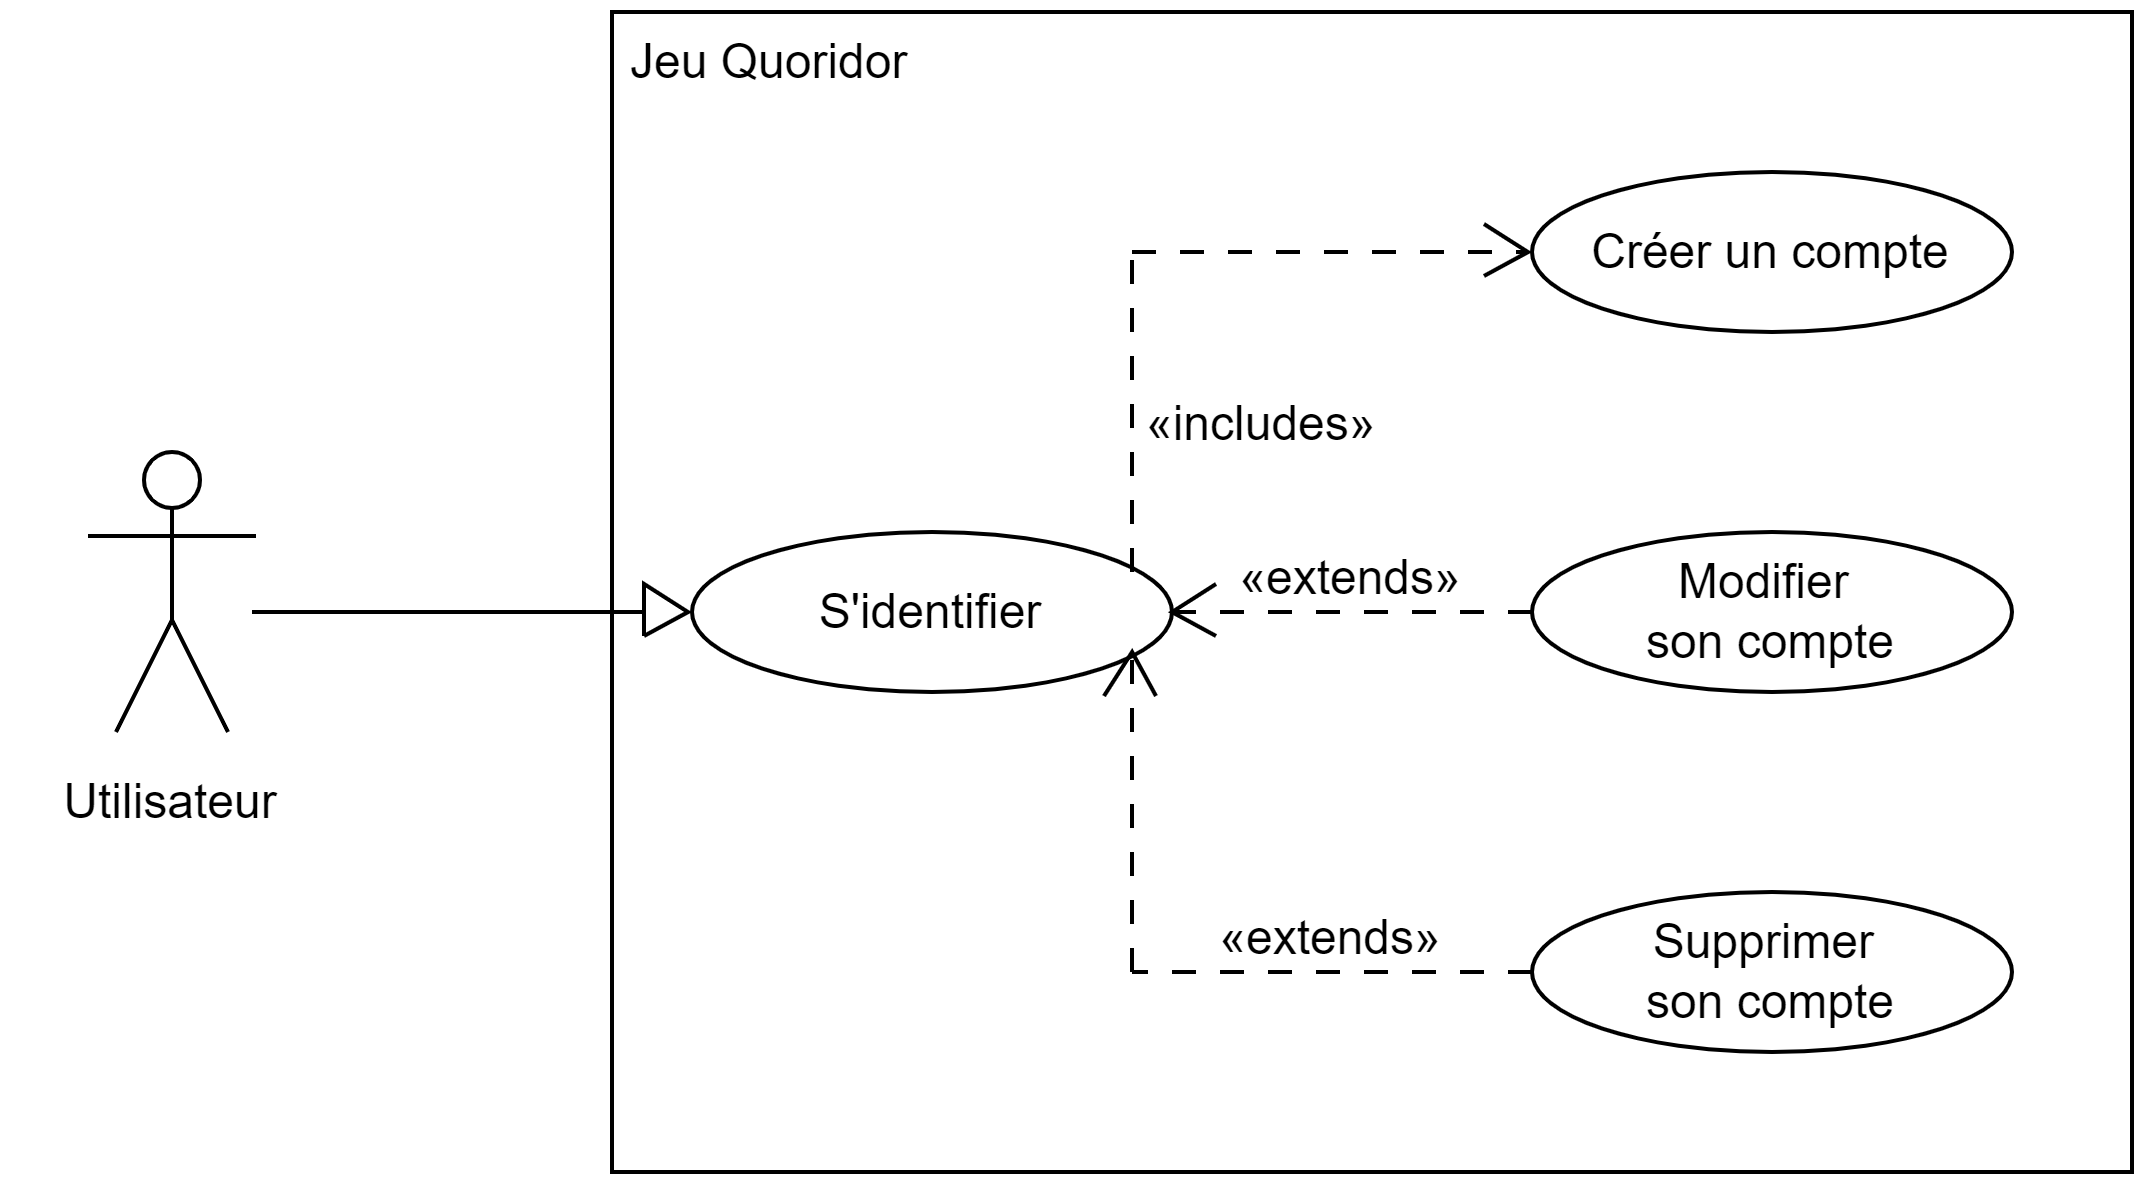 Jeu Quoridor
Créer un compte
«includes»
Utilisateur
S'identifier
«extends»
Modifier
son compte
«extends»
Supprimer
son compte